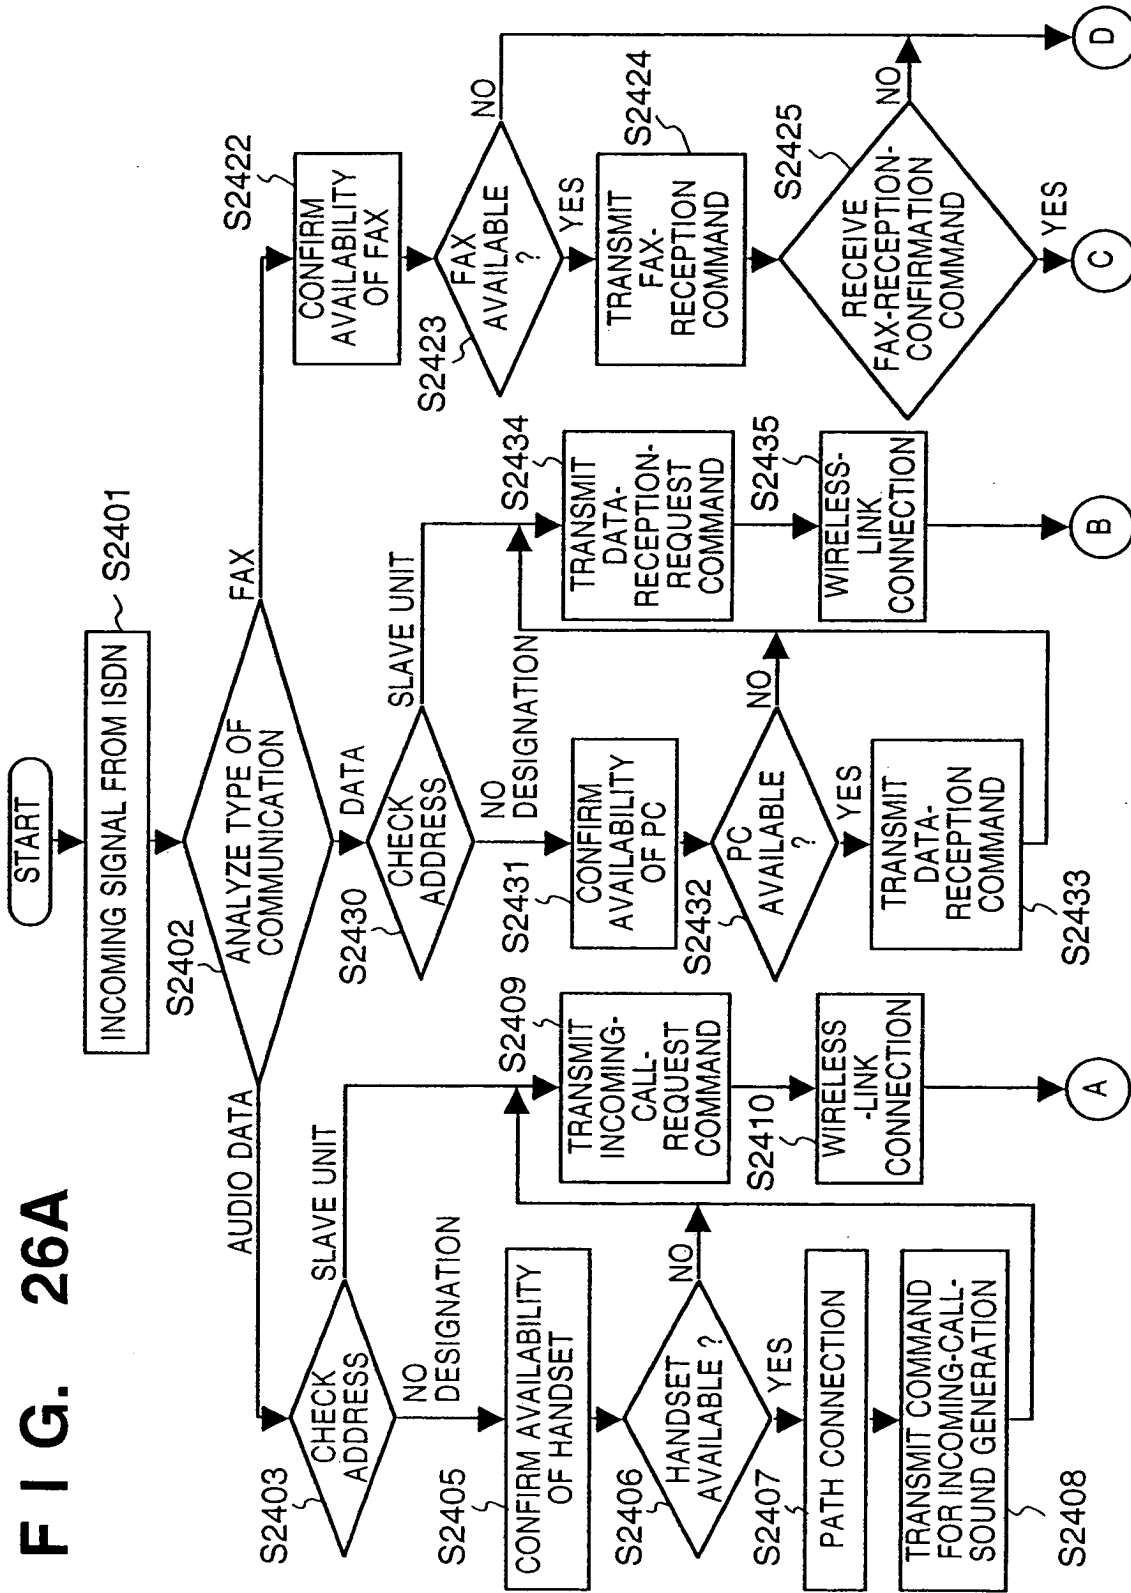 FIG. 26A
START
INCOMING SIGNAL FROM ISDN
S2401
ANALYZE TYPE OF
COMMUNICATION
S2402
AUDIO DATA
DATA
FAX
CHECK
ADDRESS
S2403
SLAVE UNIT
NO
DESIGNATION
S2405
CONFIRM AVAILABILITY
OF HANDSET
S2406
HANDSET
AVAILABLE ?
NO
YES
S2407
PATH CONNECTION
TRANSMIT COMMAND
FOR INCOMING-CALL-
SOUND GENERATION
S2408
S2409
TRANSMIT
INCOMING-
CALL-
REQUEST
COMMAND
S2410
WIRELESS
-LINK
CONNECTION
A
CHECK
ADDRESS
S2430
SLAVE UNIT
NO
DESIGNATION
S2431
CONFIRM
AVAILABILITY
OF PC
S2432
PC
AVAILABLE
?
NO
YES
TRANSMIT
DATA-
RECEPTION
COMMAND
S2433
S2434
TRANSMIT
DATA-
RECEPTION-
REQUEST
COMMAND
S2435
WIRELESS-
LINK
CONNECTION
B
S2422
CONFIRM
AVAILABILITY
OF FAX
S2423
FAX
AVAILABLE
?
NO
YES
S2424
TRANSMIT
FAX-
RECEPTION
COMMAND
S2425
RECEIVE
FAX-RECEPTION-
CONFIRMATION
COMMAND
NO
YES
C
D